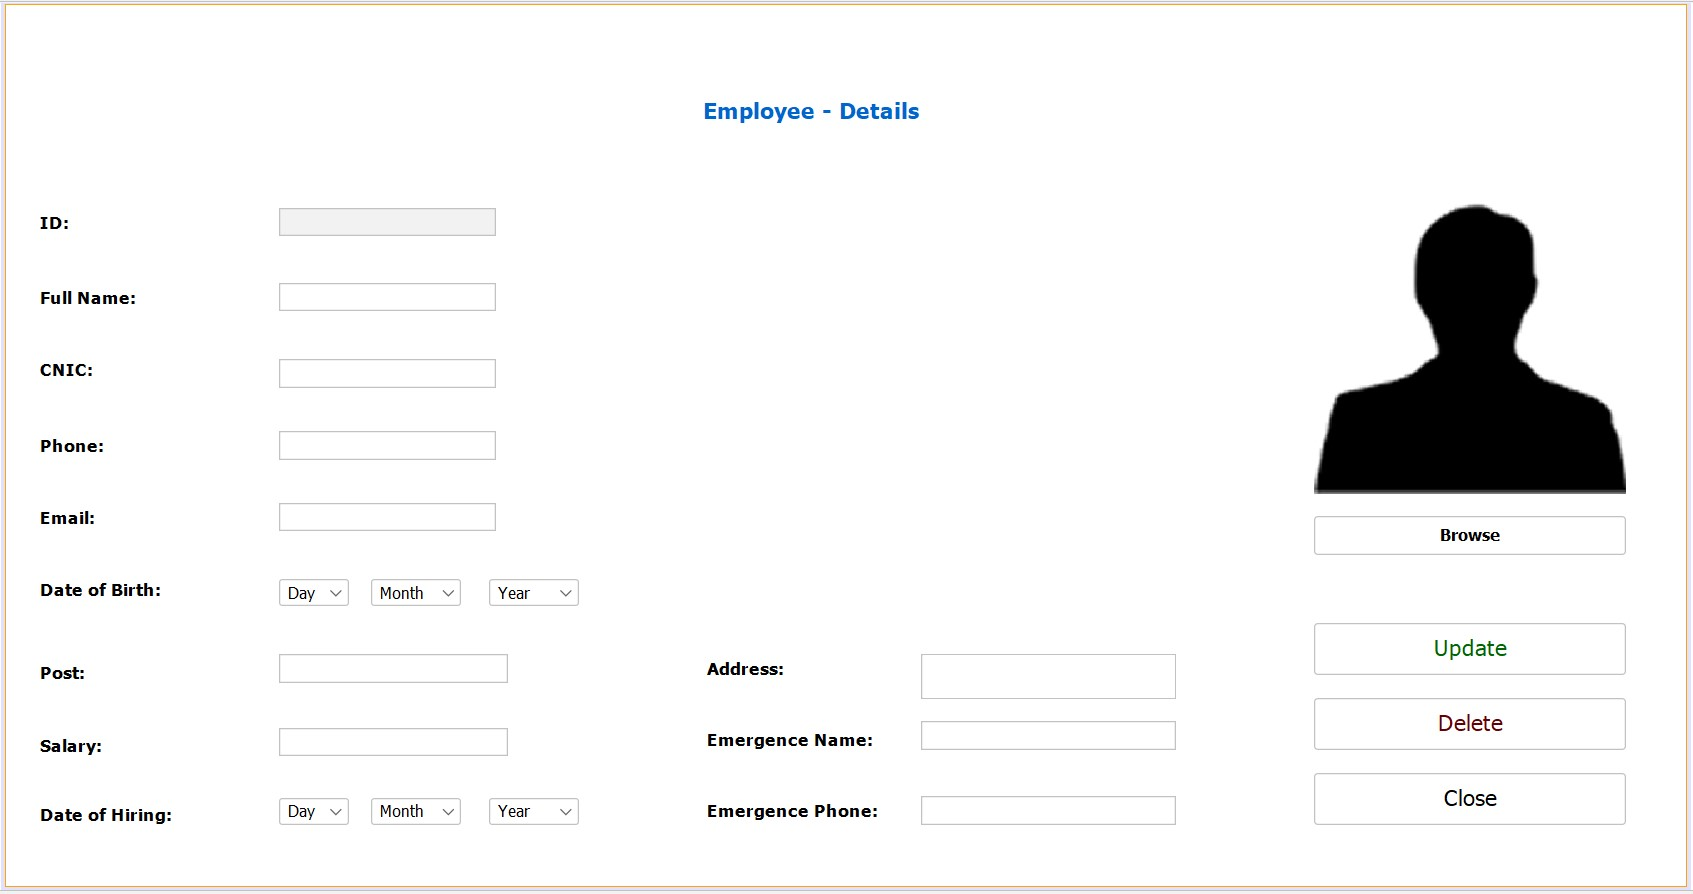 Employee - Details
ID:
Full Name:
CNIC:
Phone:
Email:
Browse
Date of Birth: Day Month Year
Update
Post:
Address:
Delete
Salary:
Emergence Name:
Close
Date of Hiring: Day Month Year
Emergence Phone: